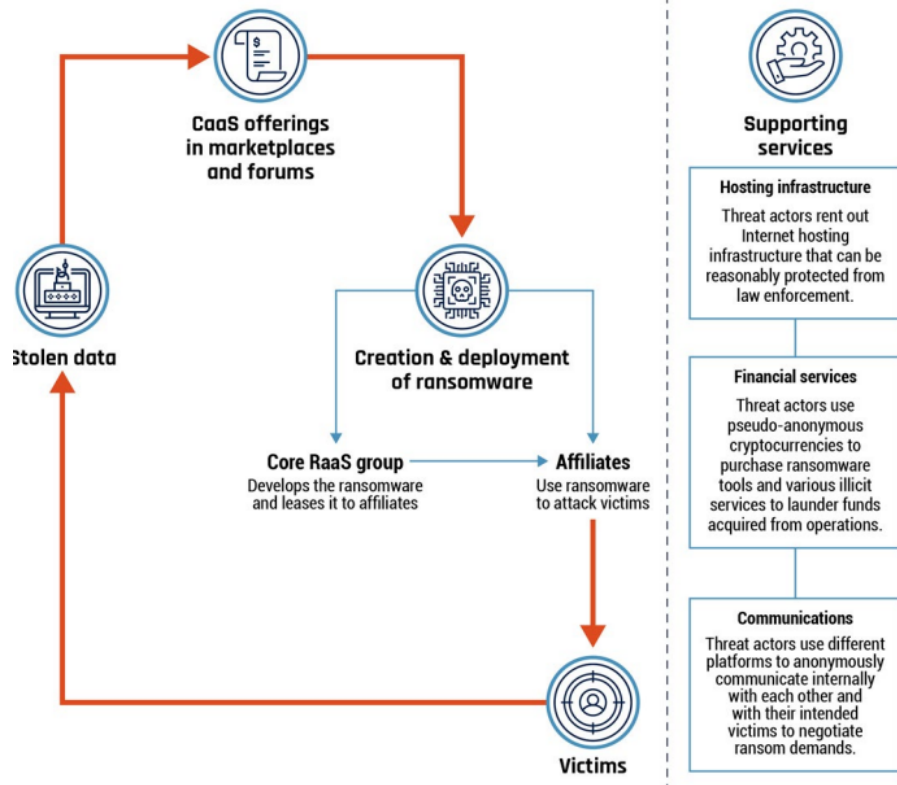 $
CaaS offerings
in marketplaces
and forums
Stolen data
Creation & deployment
of ransomware
Core RaaS group
Develops the ransomware
and leases it to affiliates
Affiliates
Use ransomware
to attack victims
Victims
Supporting
services
Hosting infrastructure
Threat actors rent out
Internet hosting
infrastructure that can be
reasonably protected from
law enforcement.
Financial services
Threat actors use
pseudo-anonymous
cryptocurrencies to
purchase ransomware
tools and various illicit
services to launder funds
acquired from operations.
Communications
Threat actors use different
platforms to anonymously
communicate internally
with each other and
with their intended
victims to negotiate
ransom demands.